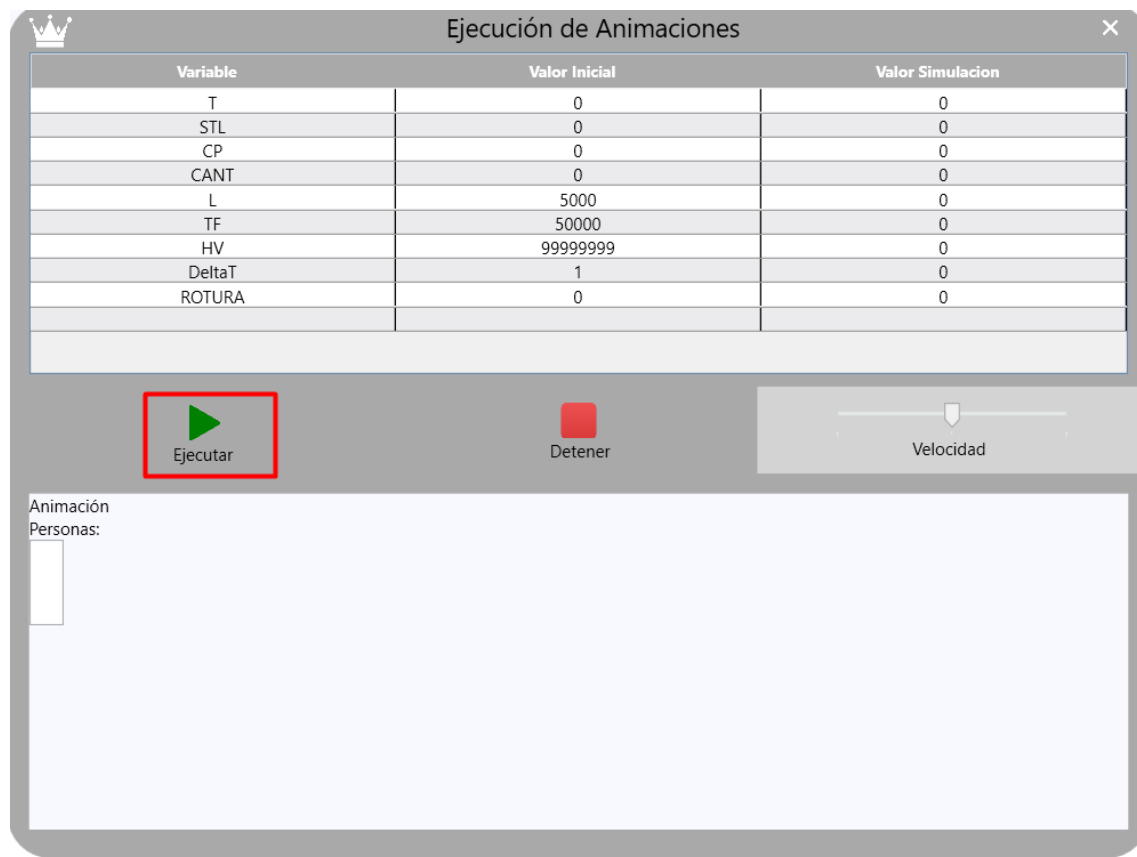 Ejecución de Animaciones
Variable Valor Inicial Valor Simulacion
T 0 0
STL 0 0
CP 0 0
CANT 0 0
L 5000 0
TF 50000 0
HV 99999999 0
DeltaT 1 0
ROTURA 0 0
Ejecutar Detener Velocidad
Animación
Personas: